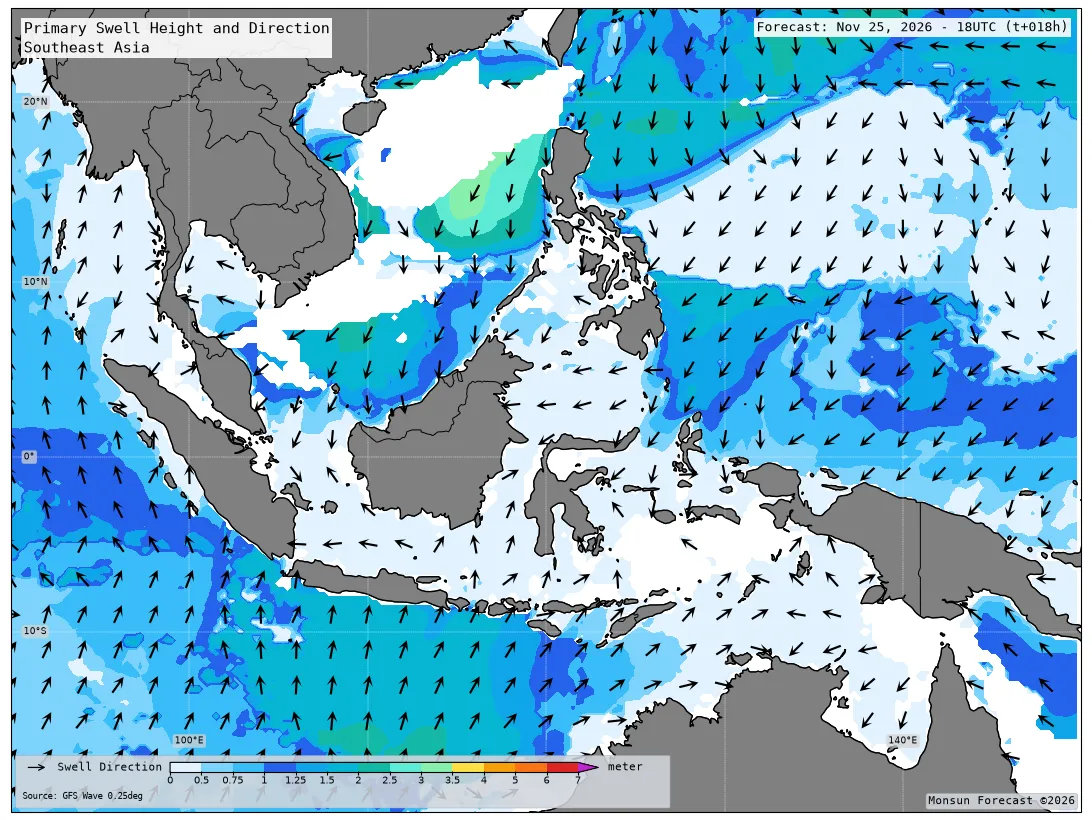 Primary Swell Height and Direction
Southeast Asia
Forecast: Nov 25, 2026 - 18UTC (t+018h)
20°N
10°N
0°
10°S
100°E
140°E
Swell Direction
meter
0 0.5 0.75 1 1.25 1.5 2 2.5 3 3.5 4 5 6 7
Source: GFS Wave 0.25deg
Monsun Forecast ©2026